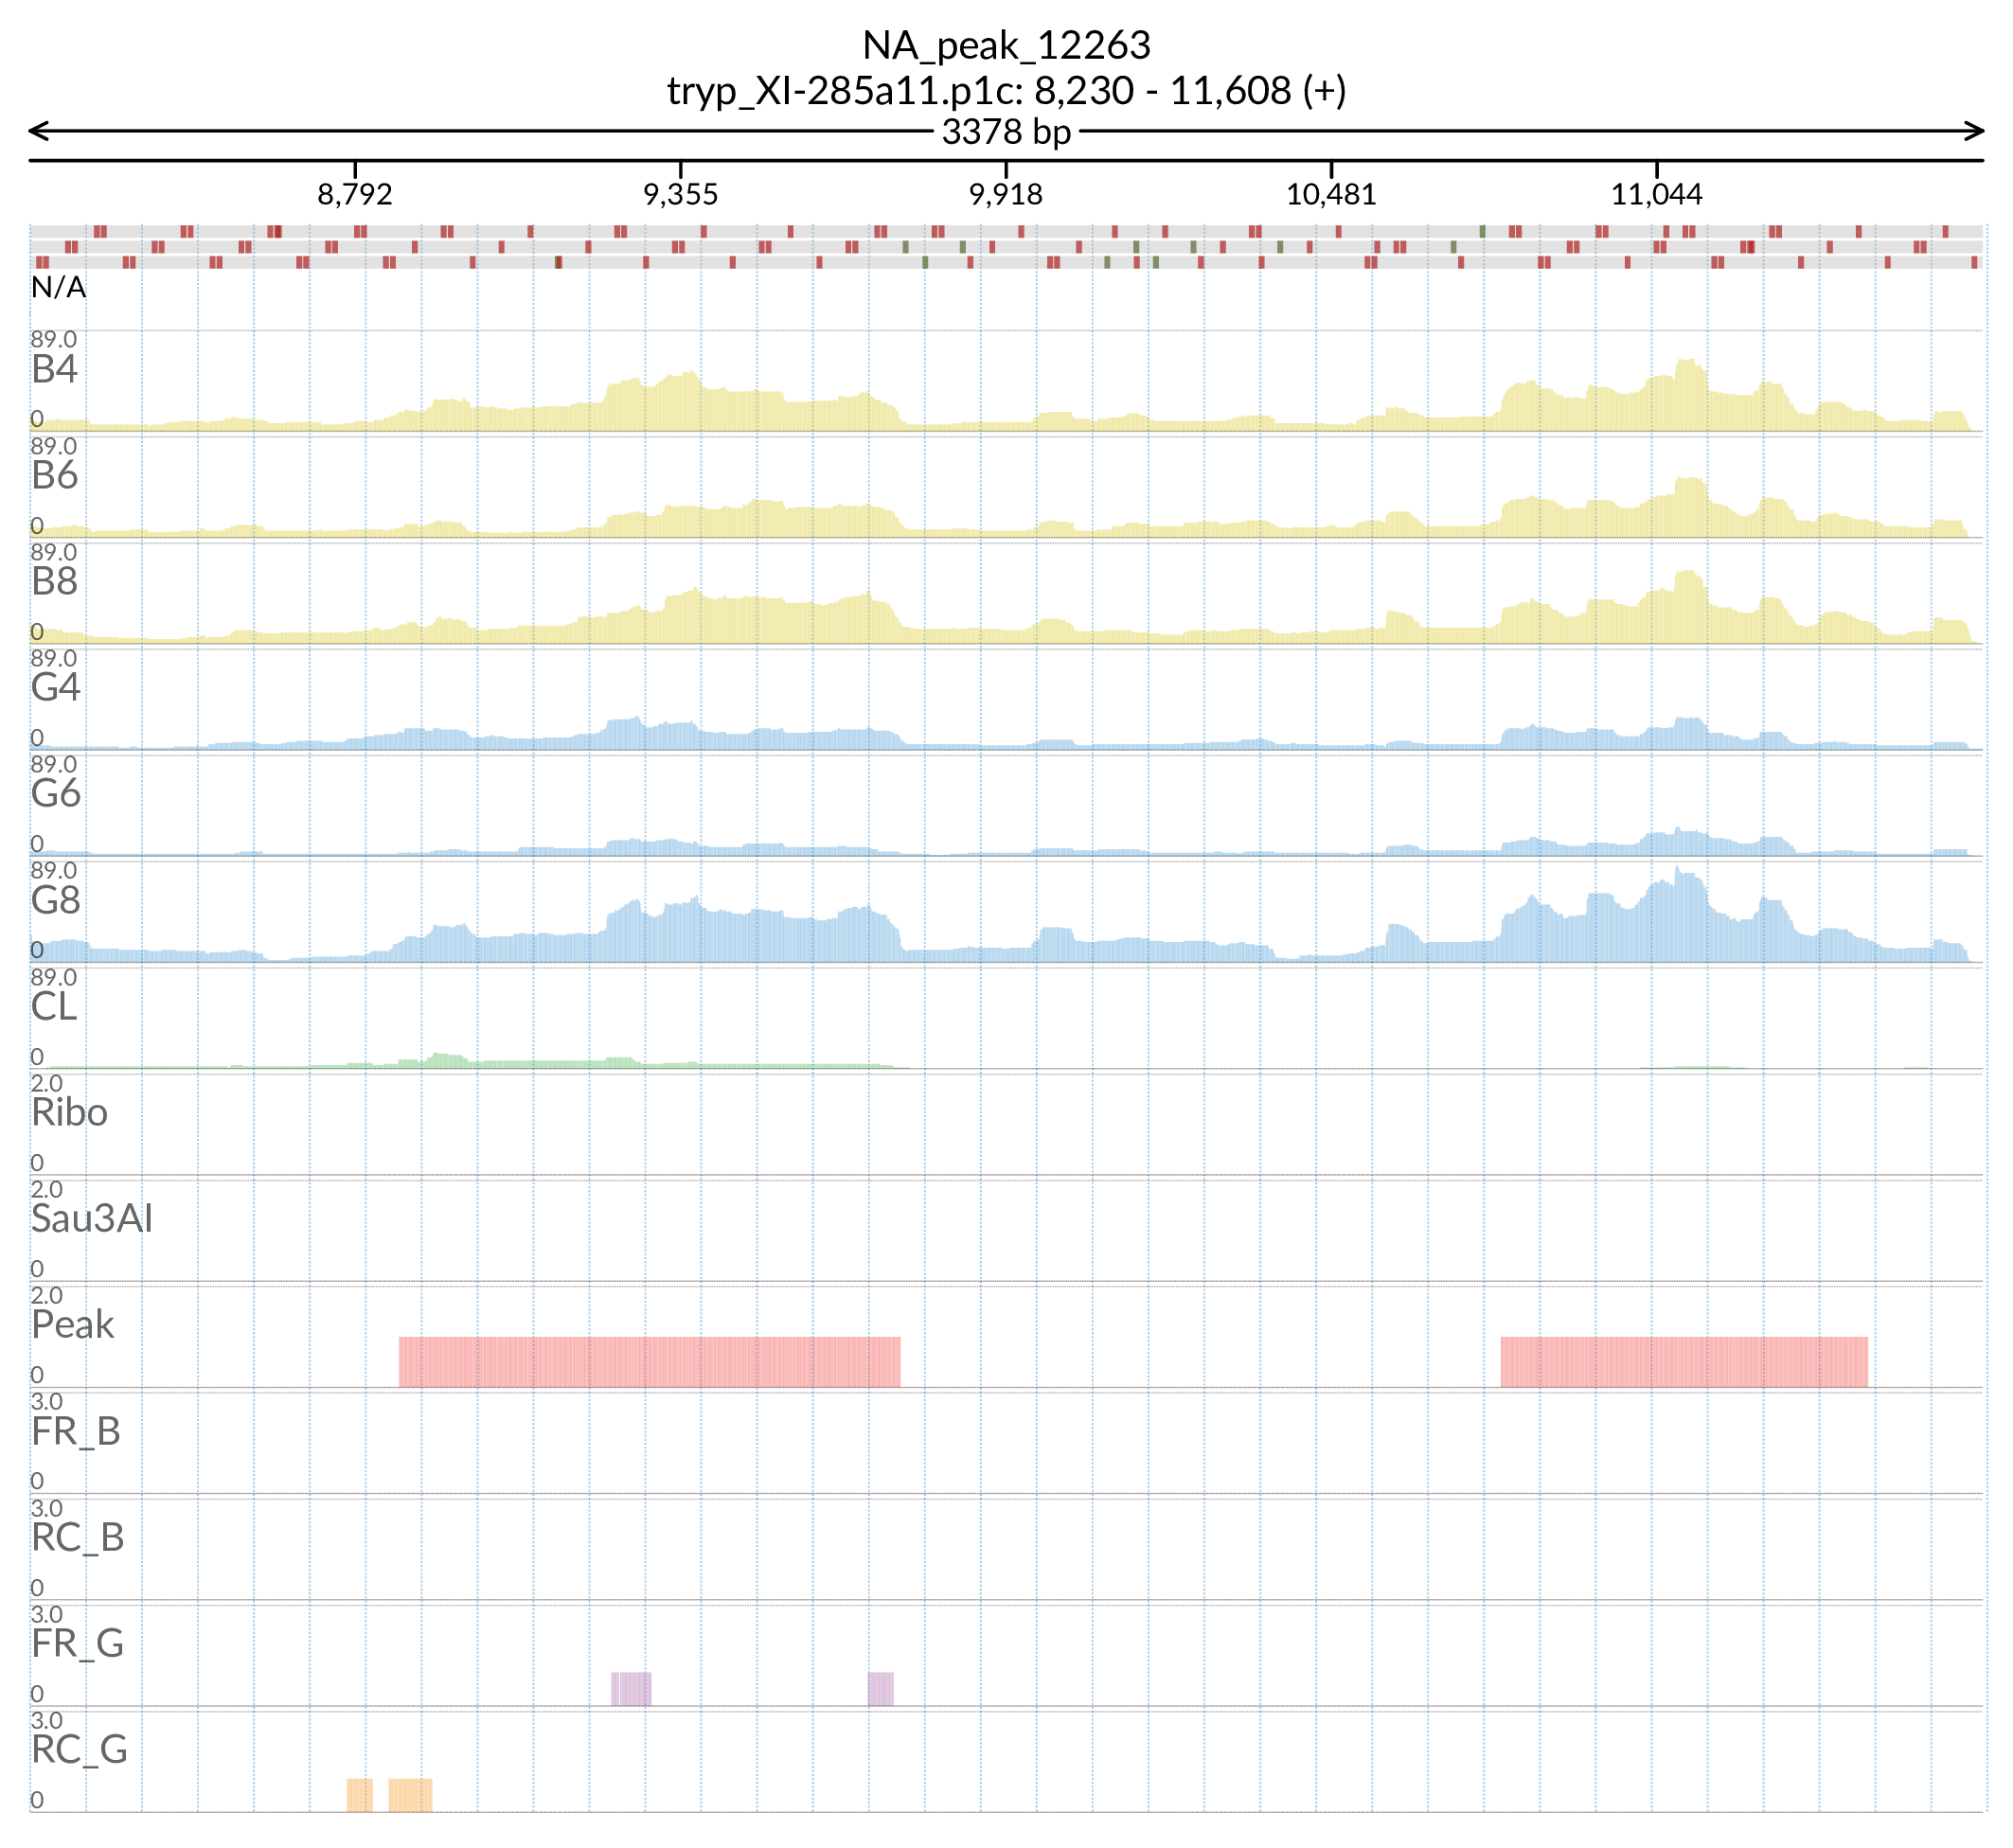 NA_peak_12263
tryp_XI-285a11.p1c: 8,230 - 11,608 (+)
3378 bp
8,792 9,355 9,918 10,481 11,044
N/A
89.0
B4
0
89.0
B6
0
89.0
B8
0
89.0
G4
0
89.0
G6
0
89.0
G8
0
89.0
CL
0
2.0
Ribo
0
2.0
Sau3AI
0
2.0
Peak
0
3.0
FR_B
0
3.0
RC_B
0
3.0
FR_G
0
3.0
RC_G
0